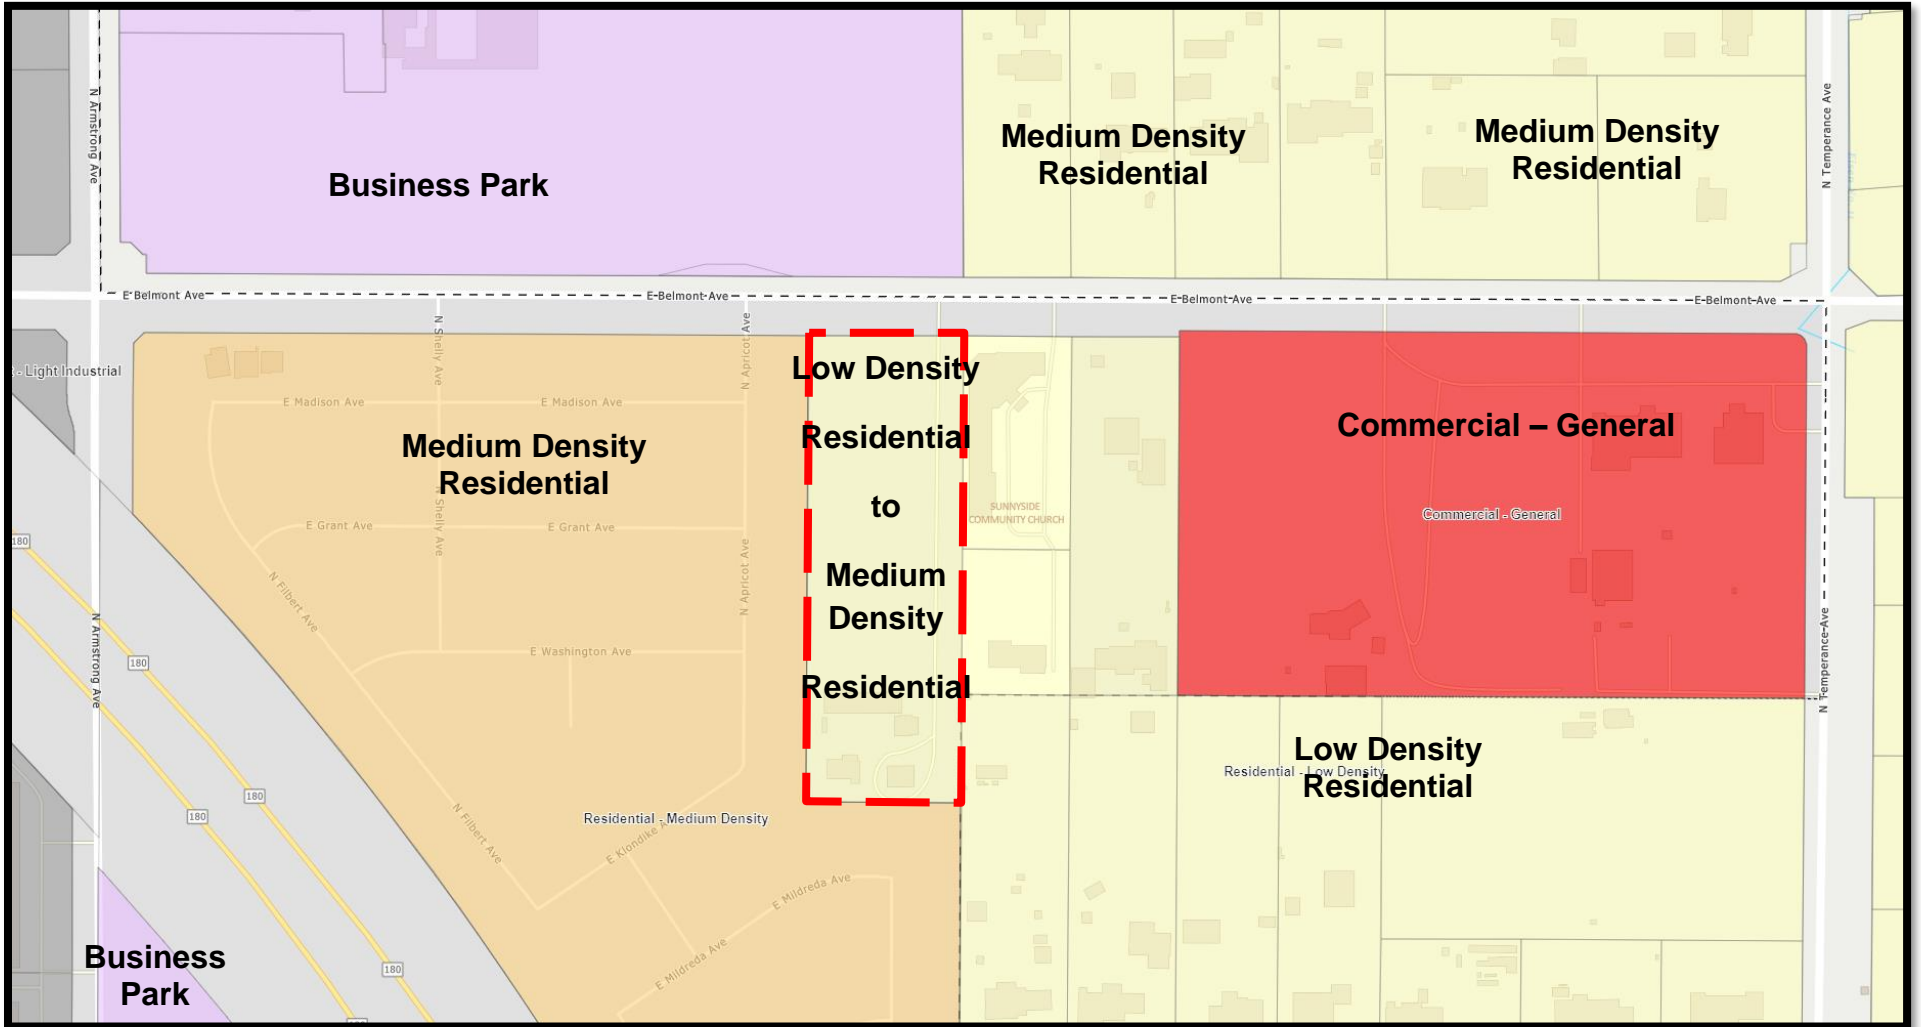 Business Park
Medium Density
Residential
Medium Density
Residential
N Armstrong Ave
N Temperance Ave
E Belmont Ave
E Belmont Ave
E Belmont Ave
E Belmont Ave
N Shelly Ave
N Apricot Ave
- Light Industrial
E Madison Ave
E Madison Ave
Medium Density
Residential
N Shelly Ave
E Grant Ave
E Grant Ave
N Filbert Ave
N Apricot Ave
E Washington Ave
Low Density
Residential
to
Medium
Density
Residential
SUNNYSIDE
COMMUNITY CHURCH
Commercial – General
Commercial - General
180
N Armstrong Ave
180
180
180
180
N Temperance Ave
Low Density
Residential
Residential - Low Density
Residential - Medium Density
N Filbert Ave
E Klondike
E Mildreda Ave
E Mildreda Ave
Business
Park